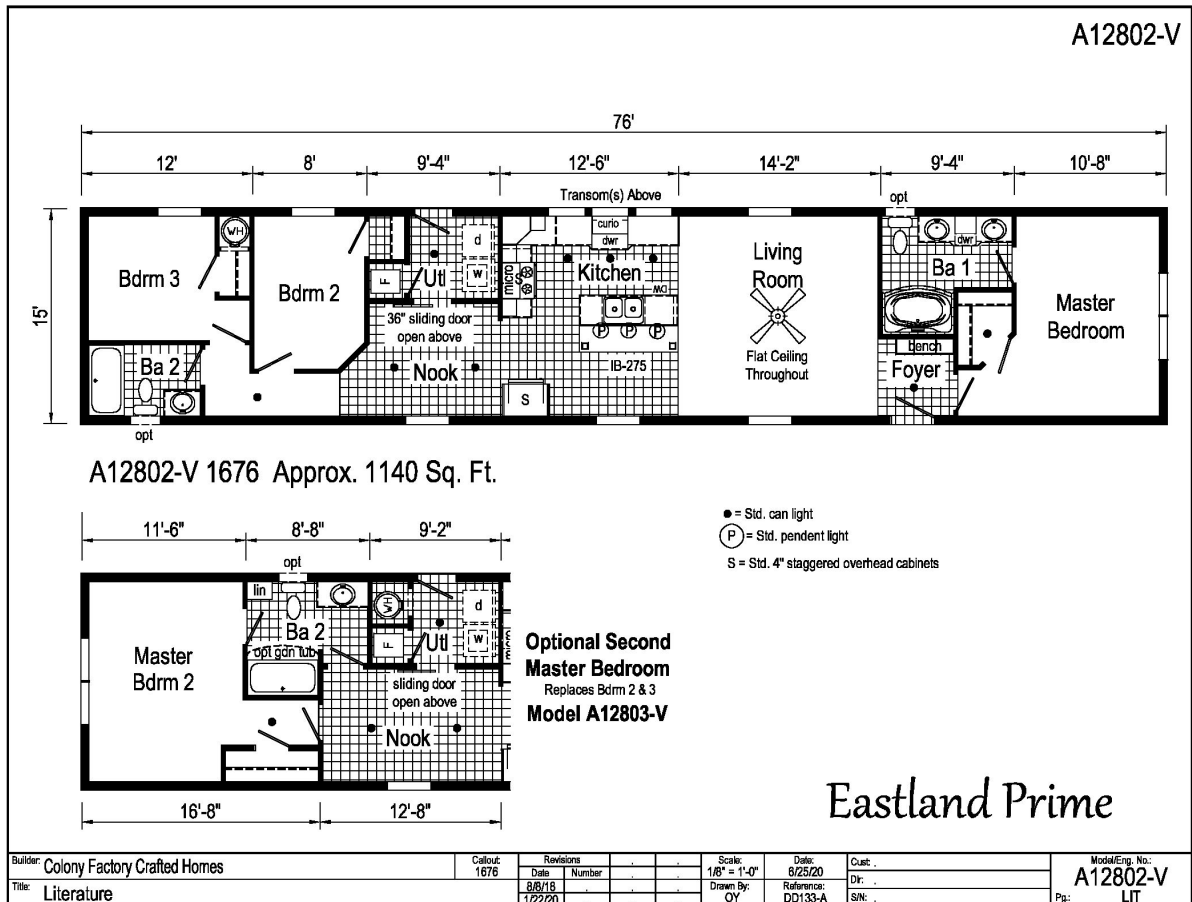 A12802-V
76'
12' 8' 9'-4" 12'-6" 14'-2" 9'-4" 10'-8"
Transom(s) Above
opt
15'
WH
curio
dwr
d
W
F
Utl
micro
S
Kitchen
DW
Bdrm 3
Bdrm 2
Living
Room
dwr
Ba 1
Master
Bedroom
36" sliding door
open above
P P P
Flat Ceiling
Throughout
bench
Foyer
Ba 2
Nook
IB-275
S
opt
A12802-V 1676 Approx. 1140 Sq. Ft.
11'-6" 8'-8" 9'-2"
opt
lin
WH
d
W
F
Utl
micro
Ba 2
opt gdn tub
Master
Bdrm 2
sliding door
open above
Nook
16'-8" 12'-8"
= Std. can light
P = Std. pendent light
S = Std. 4" staggered overhead cabinets
Optional Second
Master Bedroom
Replaces Bdrm 2 & 3
Model A12803-V
Eastland Prime
Builder: Colony Factory Crafted Homes
Title: Literature
Callout:
1676
Revisions
Date Number
8/8/18
1/22/20
Scale:
1/8" = 1'-0"
Drawn By:
OY
Date:
6/25/20
Reference:
DD133-A
Cust: .
Dir: .
S/N: .
Model/Eng. No.:
A12802-V
Pg.: LIT